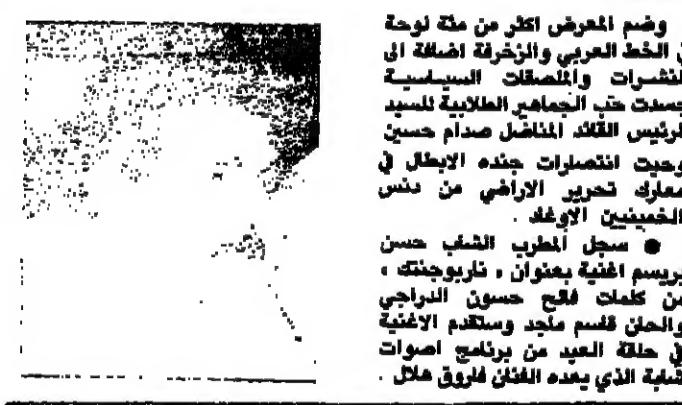 وضم المعرض اكثر من مئة لوحة
في الخط العربي والزخرفة اضافة الى
النشرات والملصقات السياسية
جسدت حب الجماهير الطلابية للسيد
الرئيس القائد المناضل صدام حسين
وحيت انتصارات جنده الابطال في
معارك تحرير الاراضي من دنس
الخمينيين الاوغاد .
● سجل المطرب الشاب حسن
بريسم اغنية بعنوان « ناربوجنتك »
من كلمات فالح حسون الدراجي
والحان قاسم ماجد وستقدم الاغنية
في حلقة العيد من برنامج اصوات
شابة الذي يعده الفنان فاروق هلال .